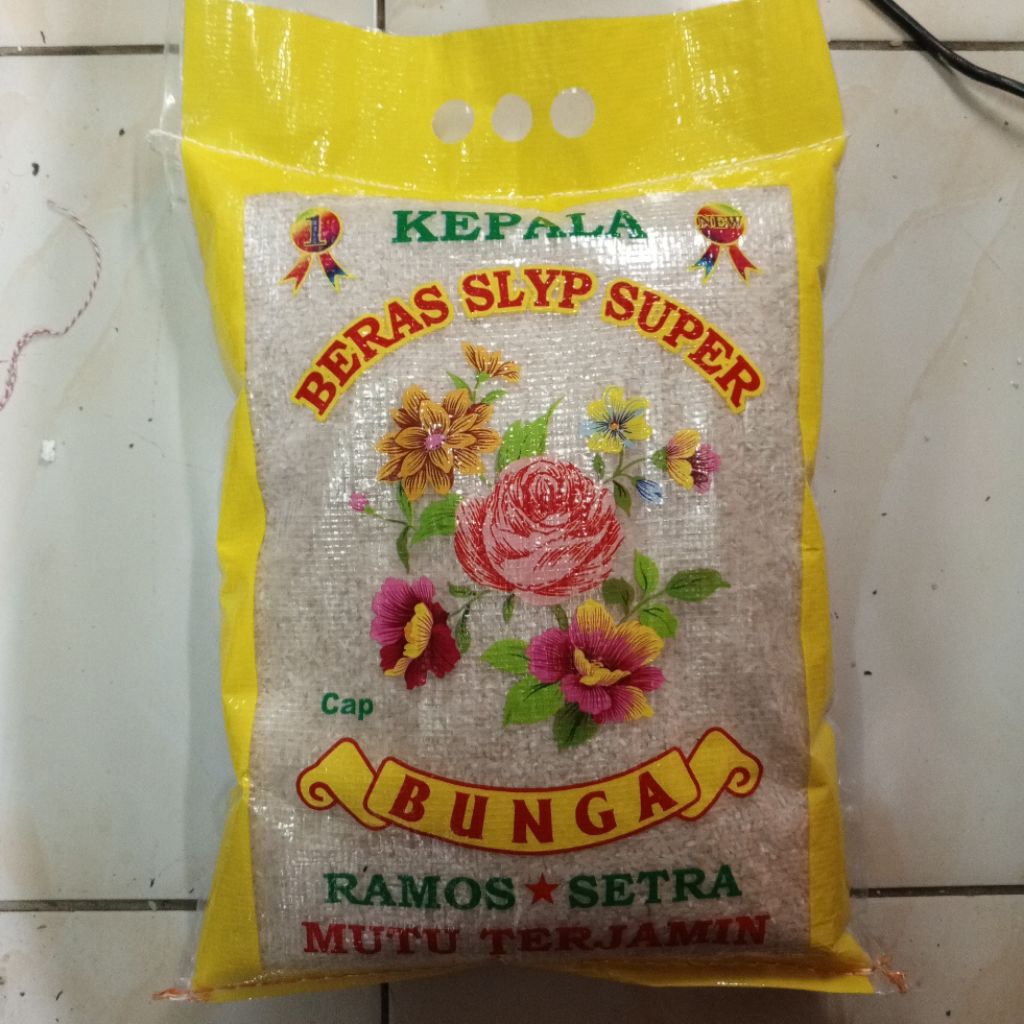 1 KEPALA NEW
BERAS SLYP SUPER
Cap
BUNGA
RAMOS ★ SETRA
MUTU TERJAMIN